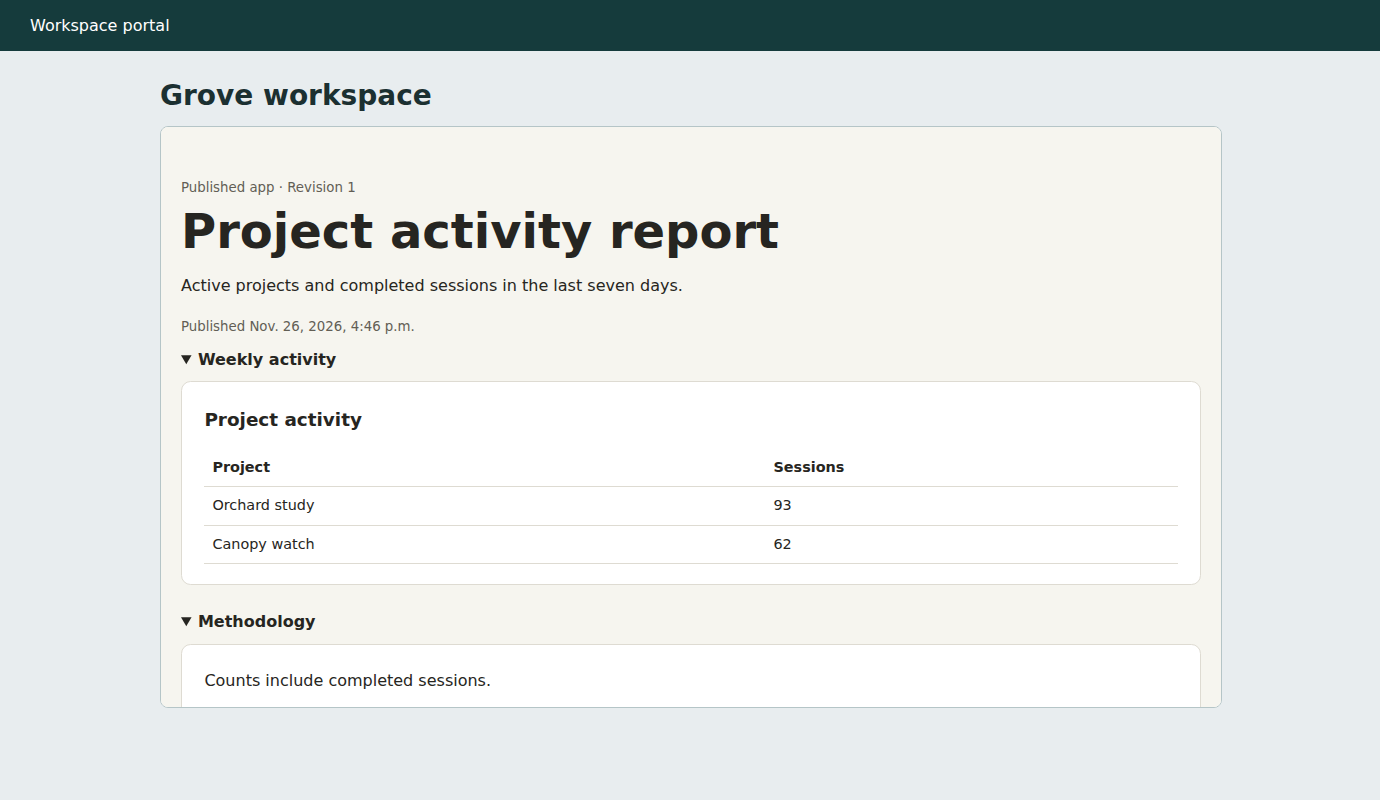 Workspace portal
Grove workspace
Published app · Revision 1
Project activity report
Active projects and completed sessions in the last seven days.
Published Nov. 26, 2026, 4:46 p.m.
Weekly activity
Project activity
Project Sessions
Orchard study 93
Canopy watch 62
Methodology
Counts include completed sessions.